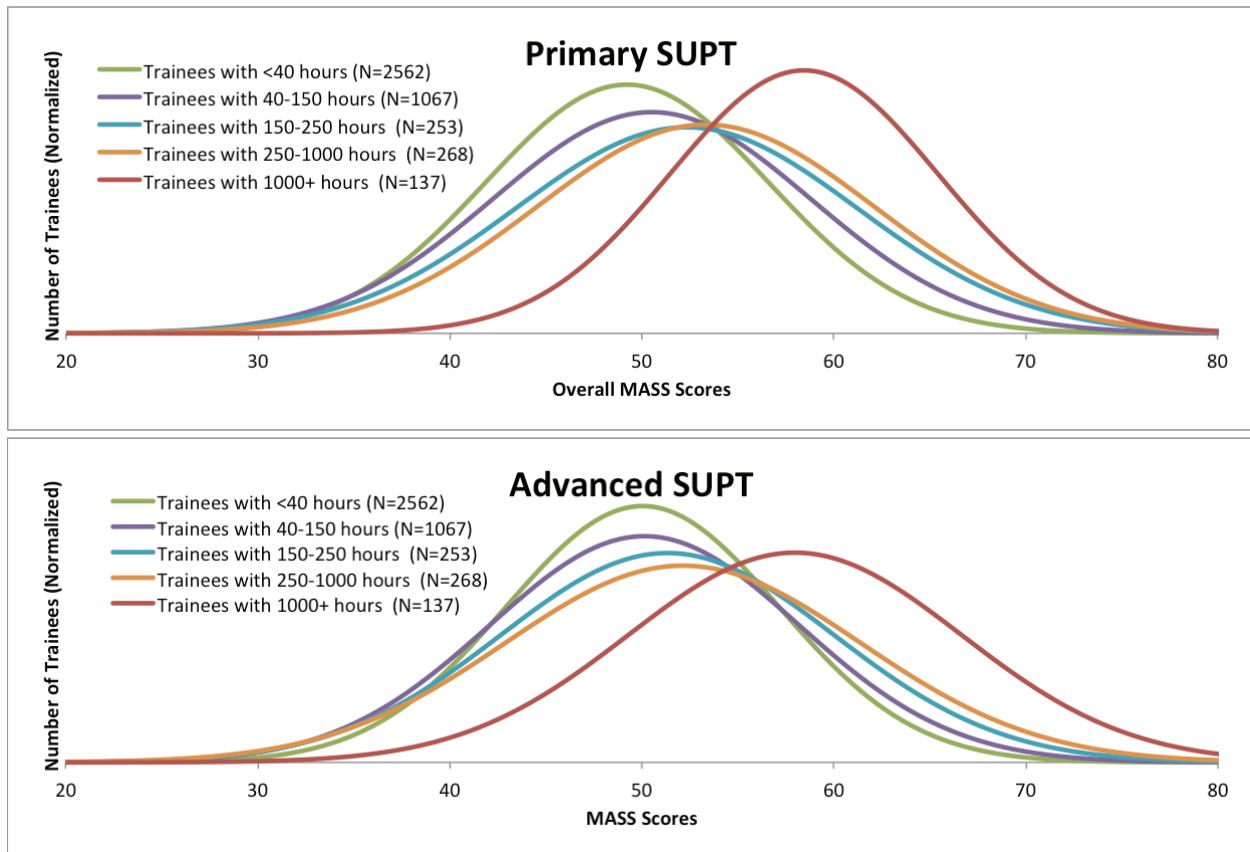 Primary SUPT
Number of Trainees (Normalized)
Trainees with <40 hours (N=2562)
Trainees with 40-150 hours (N=1067)
Trainees with 150-250 hours  (N=253)
Trainees with 250-1000 hours  (N=268)
Trainees with 1000+ hours  (N=137)
20 30 40 50 60 70 80
Overall MASS Scores
Advanced SUPT
Number of Trainees (Normalized)
Trainees with <40 hours (N=2562)
Trainees with 40-150 hours (N=1067)
Trainees with 150-250 hours  (N=253)
Trainees with 250-1000 hours  (N=268)
Trainees with 1000+ hours  (N=137)
20 30 40 50 60 70 80
MASS Scores